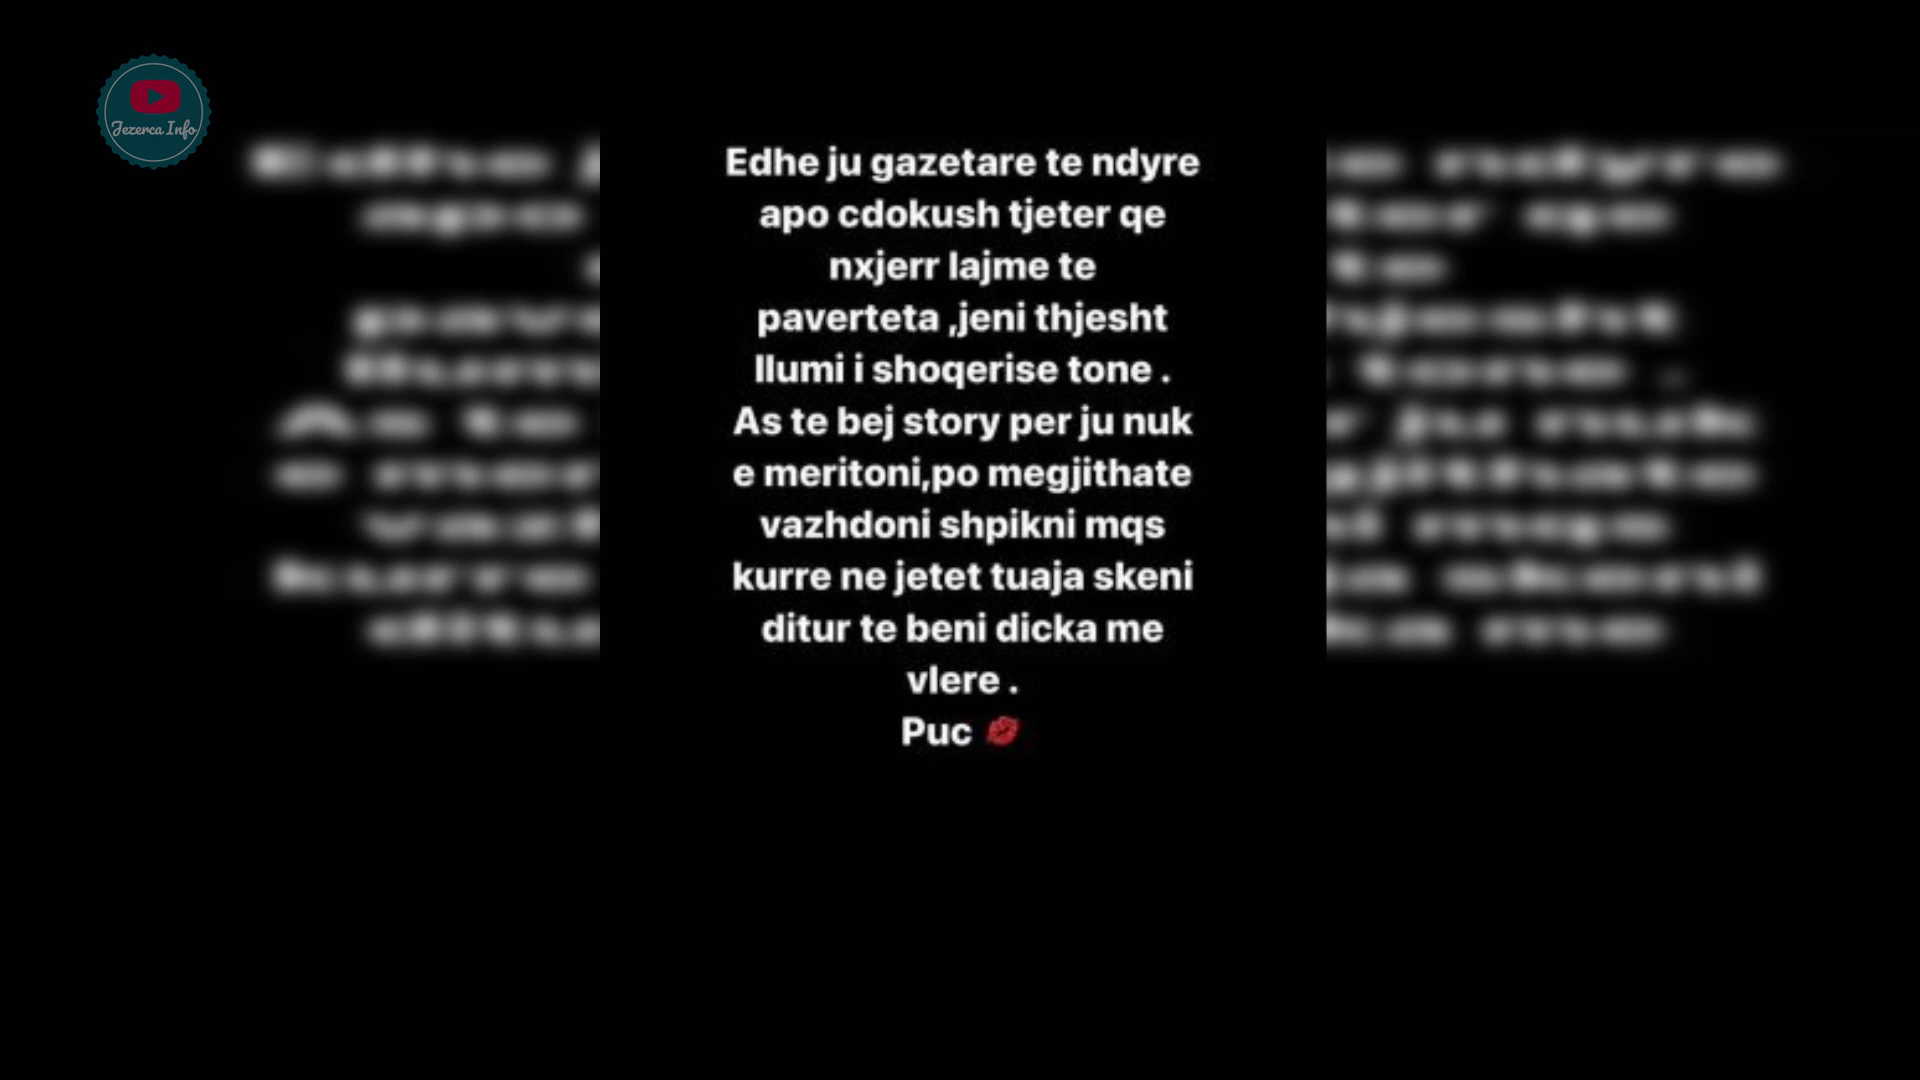 Jezerca Info
Edhe ju gazetare te ndyre
apo cdokush tjeter qe
nxjerr lajme te
paverteta ,jeni thjesht
llumi i shoqerise tone .
As te bej story per ju nuk
e meritoni,po megjithate
vazhdoni shpikni mqs
kurre ne jetet tuaja skeni
ditur te beni dicka me
vlere .
Puc 💋